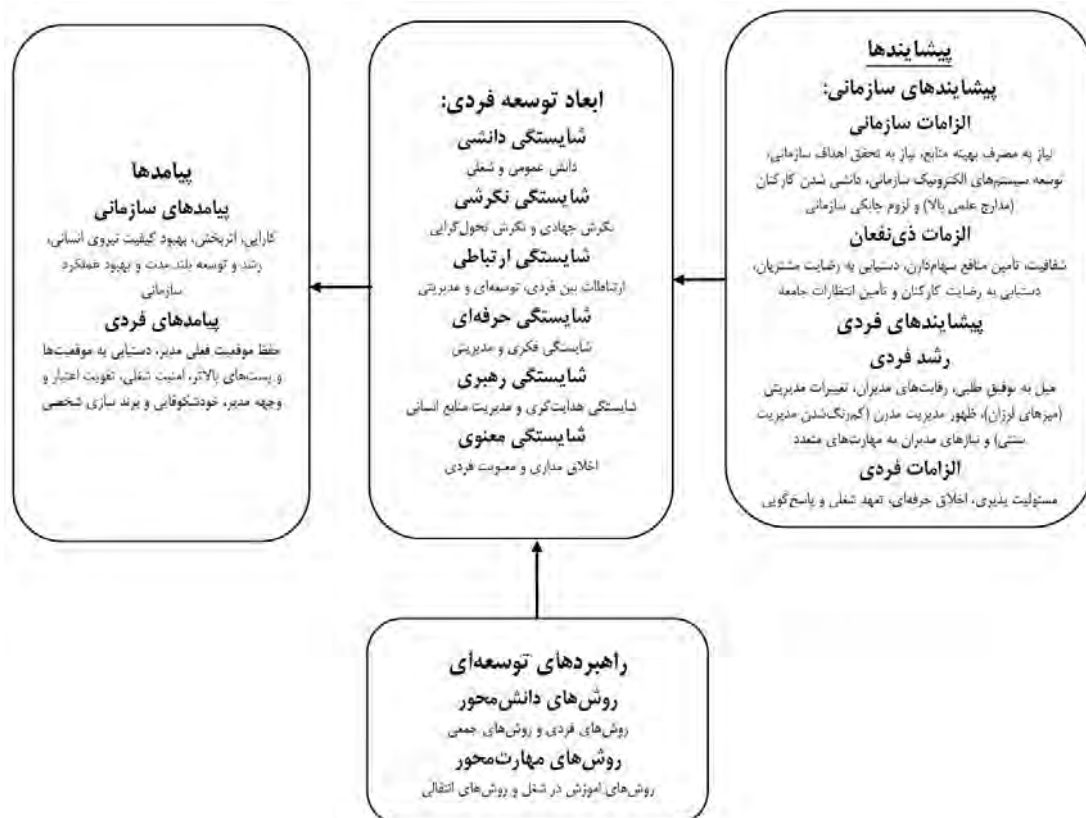 پیشایندها
پیشایندهای سازمانی:
الزامات سازمانی
نیاز به مصرف بهینه منابع، نیاز به تحقق اهداف سازمانی،
توسعه سیستم‌های الکترونیک سازمانی، دانشی شدن کارکنان
(مدارج علمی بالا) و لزوم چابکی سازمانی
الزمات ذی‌نفعان
شفافیت، تأمین منافع سهام‌دارن، دستیابی به رضایت مشتریان،
دستیابی به رضایت کارکنان و تأمین انتظارات جامعه
پیشایندهای فردی
رشد فردی
میل به توفیق طلبی، رقابت‌های مدیران، تغییرات مدیریتی
(میزهای لرزان)، ظهور مدیریت مدرن (کم‌رنگ‌شدن مدیریت
سنتی) و نیازهای مدیران به مهارت‌های متعدد
الزامات فردی
مسئولیت پذیری، اخلاق حرفه‌ای، تعهد شغلی و پاسخ‌گویی
ابعاد توسعه فردی:
شایستگی دانشی
دانش عمومی و شغلی
شایستگی نگرشی
نگرش جهادی و نگرش تحول‌گرایی
شایستگی ارتباطی
ارتباطات بین فردی، توسعه‌ای و مدیریتی
شایستگی حرفه‌ای
شایستگی فکری و مدیریتی
شایستگی رهبری
شایستگی هدایت‌گری و مدیریت منابع انسانی
شایستگی معنوی
اخلاق مداری و معنویت فردی
پیامدها
پیامدهای سازمانی
کارایی، اثربخش، بهبود کیفیت نیروی انسانی،
رشد و توسعه بلند مدت و بهبود عملکرد
سازمانی
پیامدهای فردی
حفظ موقعیت فعلی مدیر، دستیابی به موقعیت‌ها
و پست‌های بالاتر، امنیت شغلی، تقویت اعتبار و
وجهه مدیر، خودشکوفایی و برند سازی شخصی
راهبردهای توسعه‌ای
روش‌های دانش‌محور
روش‌های فردی و روش‌های جمعی
روش‌های مهارت‌محور
روش‌های اموزش در شغل و روش‌های انتقالی